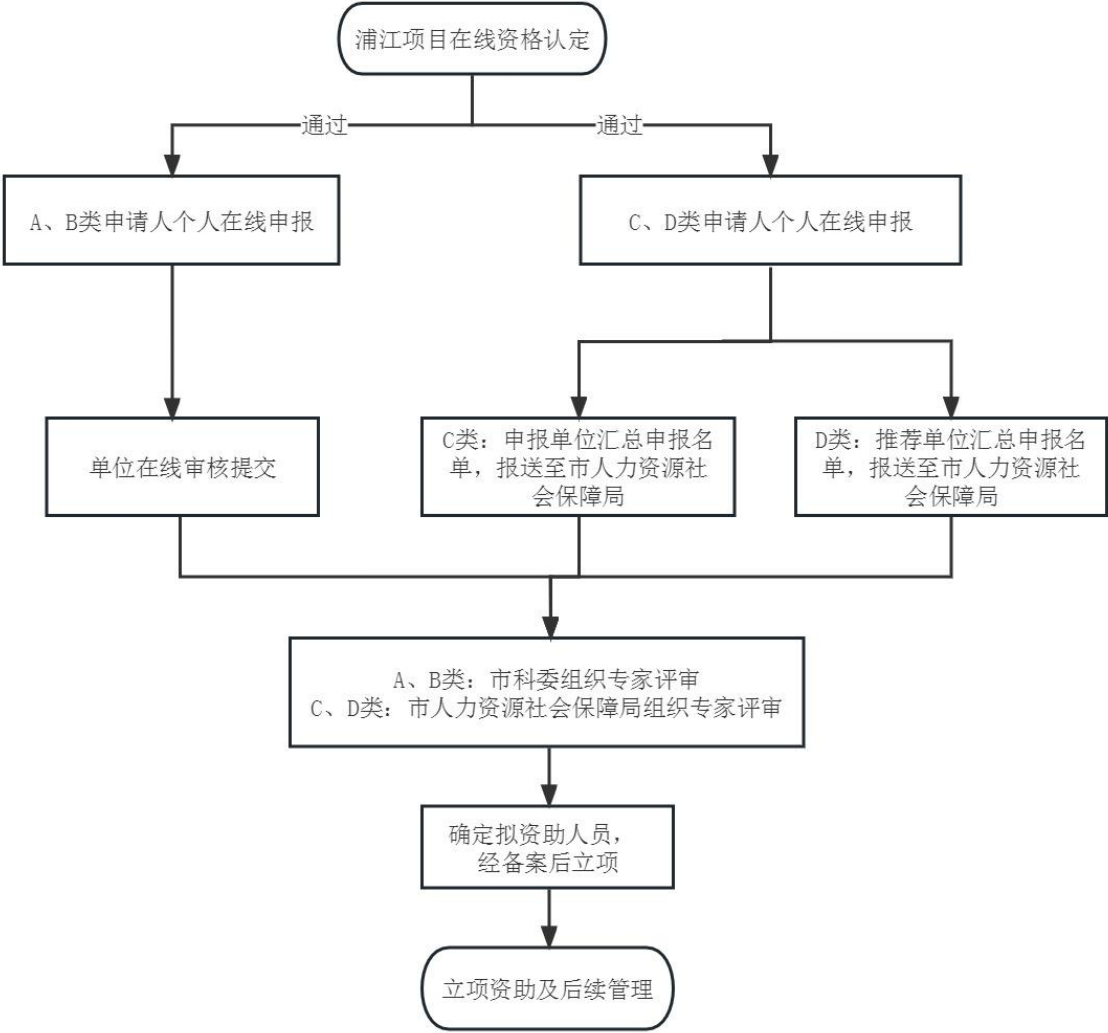 浦江项目在线资格认定
通过
通过
A、B类申请人个人在线申报
C、D类申请人个人在线申报
单位在线审核提交
C类：申报单位汇总申报名
单，报送至市人力资源社
会保障局
D类：推荐单位汇总申报名
单，报送至市人力资源社
会保障局
A、B类：市科委组织专家评审
C、D类：市人力资源社会保障局组织专家评审
确定拟资助人员，
经备案后立项
立项资助及后续管理